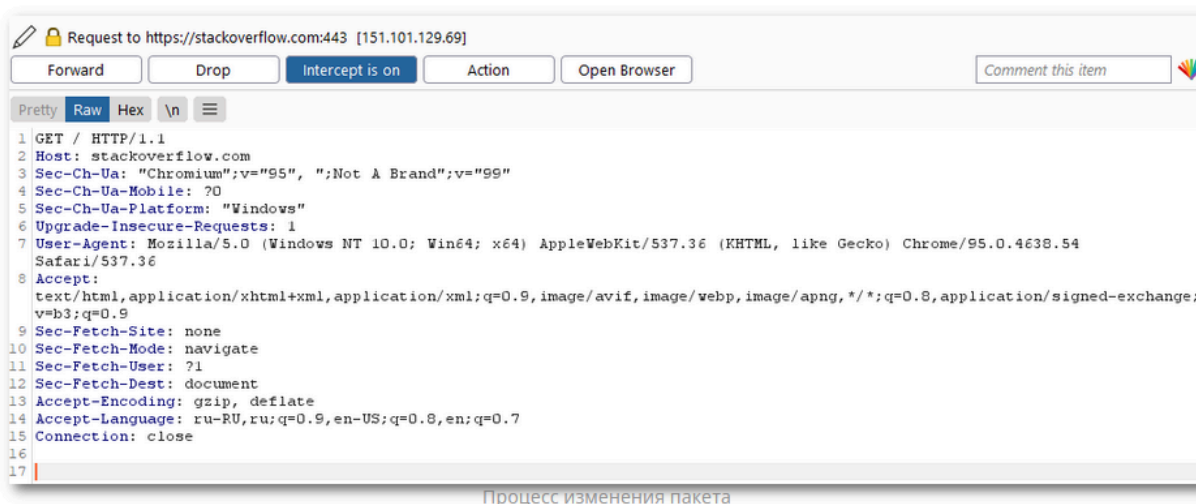 Request to https://stackoverflow.com:443 [151.101.129.69]
Forward Drop Intercept is on Action Open Browser Comment this item
Pretty Raw Hex \n
1 GET / HTTP/1.1
2 Host: stackoverflow.com
3 Sec-Ch-Ua: "Chromium";v="95", ";Not A Brand";v="99"
4 Sec-Ch-Ua-Mobile: ?0
5 Sec-Ch-Ua-Platform: "Windows"
6 Upgrade-Insecure-Requests: 1
7 User-Agent: Mozilla/5.0 (Windows NT 10.0; Win64; x64) AppleWebKit/537.36 (KHTML, like Gecko) Chrome/95.0.4638.54
Safari/537.36
8 Accept:
text/html,application/xhtml+xml,application/xml;q=0.9,image/avif,image/webp,image/apng,*/*;q=0.8,application/signed-exchange;
v=b3;q=0.9
9 Sec-Fetch-Site: none
10 Sec-Fetch-Mode: navigate
11 Sec-Fetch-User: ?1
12 Sec-Fetch-Dest: document
13 Accept-Encoding: gzip, deflate
14 Accept-Language: ru-RU,ru;q=0.9,en-US;q=0.8,en;q=0.7
15 Connection: close
16
17
Процесс изменения пакета